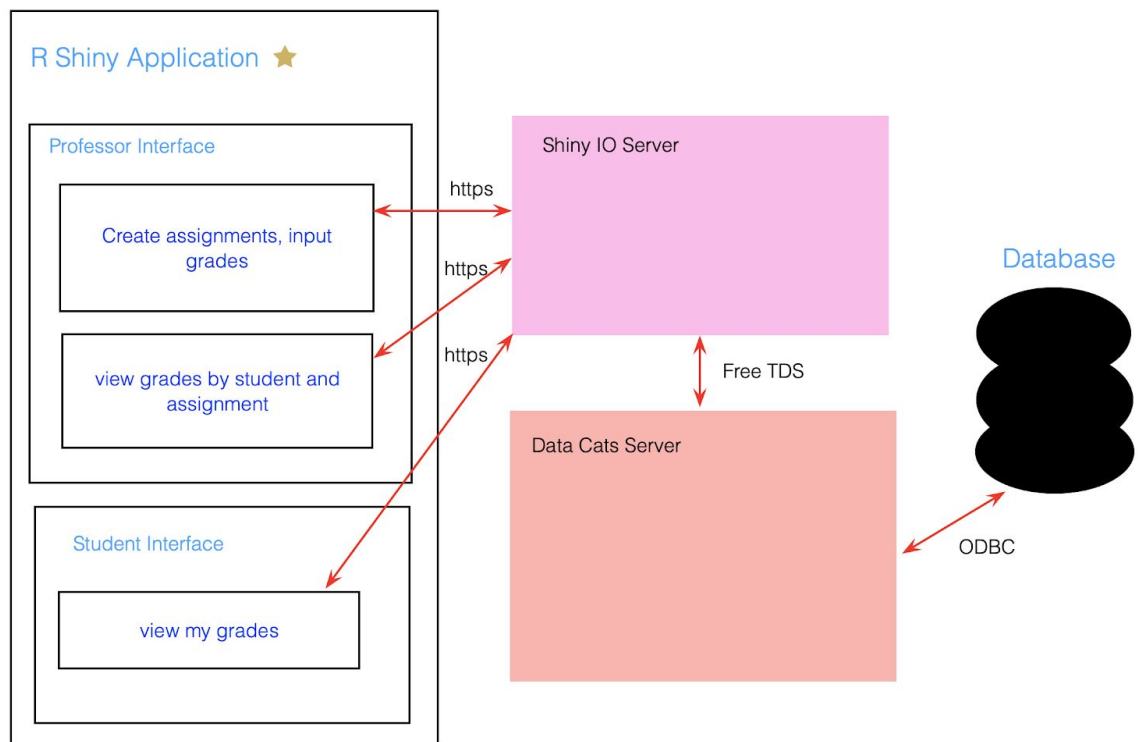 R Shiny Application
Professor Interface
Create assignments, input
grades
view grades by student and
assignment
Student Interface
view my grades
https
https
https
Shiny IO Server
Free TDS
Data Cats Server
Database
ODBC